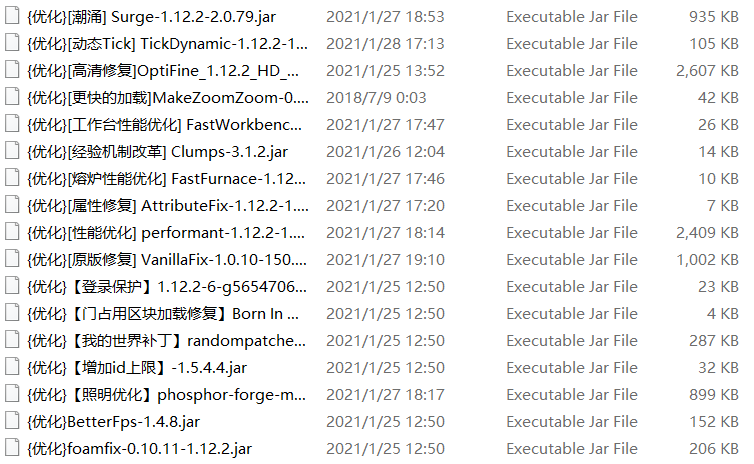 {优化}[潮涌] Surge-1.12.2-2.0.79.jar 2021/1/27 18:53 Executable Jar File 935 KB
{优化}[动态Tick] TickDynamic-1.12.2-1... 2021/1/28 17:13 Executable Jar File 105 KB
{优化}[高清修复]OptiFine_1.12.2_HD_... 2021/1/25 13:52 Executable Jar File 2,607 KB
{优化}[更快的加载]MakeZoomZoom-0.... 2018/7/9 0:03 Executable Jar File 42 KB
{优化}[工作台性能优化] FastWorkbenc... 2021/1/27 17:47 Executable Jar File 26 KB
{优化}[经验机制改革] Clumps-3.1.2.jar 2021/1/26 12:04 Executable Jar File 14 KB
{优化}[熔炉性能优化] FastFurnace-1.12... 2021/1/27 17:46 Executable Jar File 10 KB
{优化}[属性修复] AttributeFix-1.12.2-1.... 2021/1/27 17:20 Executable Jar File 7 KB
{优化}[性能优化] performant-1.12.2-1.... 2021/1/27 18:14 Executable Jar File 2,409 KB
{优化}[原版修复] VanillaFix-1.0.10-150.... 2021/1/27 19:10 Executable Jar File 1,002 KB
{优化}【登录保护】1.12.2-6-g5654706... 2021/1/25 12:50 Executable Jar File 23 KB
{优化}【门占用区块加载修复】Born In ... 2021/1/25 12:50 Executable Jar File 4 KB
{优化}【我的世界补丁】randompatche... 2021/1/25 12:50 Executable Jar File 287 KB
{优化}【增加id上限】-1.5.4.4.jar 2021/1/25 12:50 Executable Jar File 32 KB
{优化}【照明优化】phosphor-forge-m... 2021/1/27 18:17 Executable Jar File 899 KB
{优化}BetterFps-1.4.8.jar 2021/1/25 12:50 Executable Jar File 152 KB
{优化}foamfix-0.10.11-1.12.2.jar 2021/1/25 12:50 Executable Jar File 206 KB